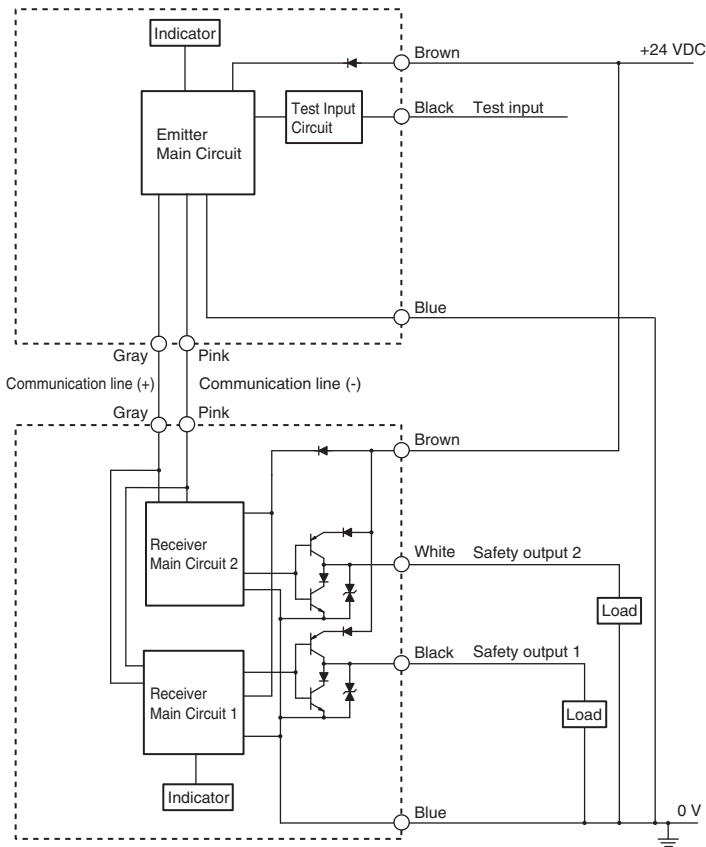 Indicator
Brown
+24 VDC
Test Input
Circuit
Black
Test input
Emitter
Main Circuit
Blue
Gray
Pink
Communication line (+)
Communication line (-)
Gray
Pink
Brown
Receiver
Main Circuit 2
White
Safety output 2
Load
Black
Safety output 1
Receiver
Main Circuit 1
Load
Indicator
Blue
0 V